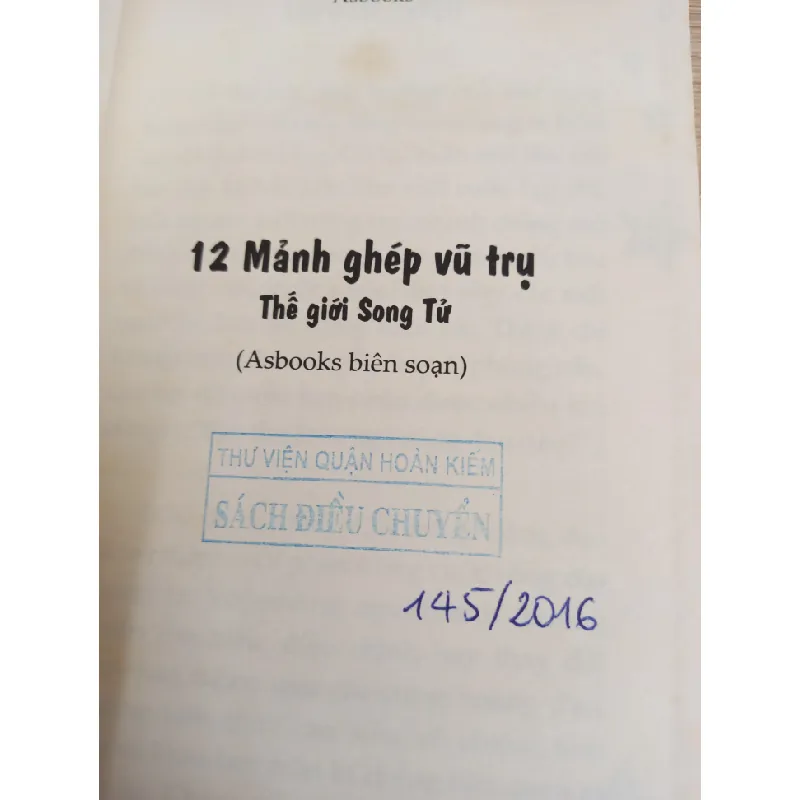 ASBOOKS
12 Mảnh ghép vũ trụ
Thế giới Song Tử
(Asbooks biên soạn)
THƯ VIỆN QUẬN HOÀN KIẾM
SÁCH ĐIỀU CHUYỂN
145/2016